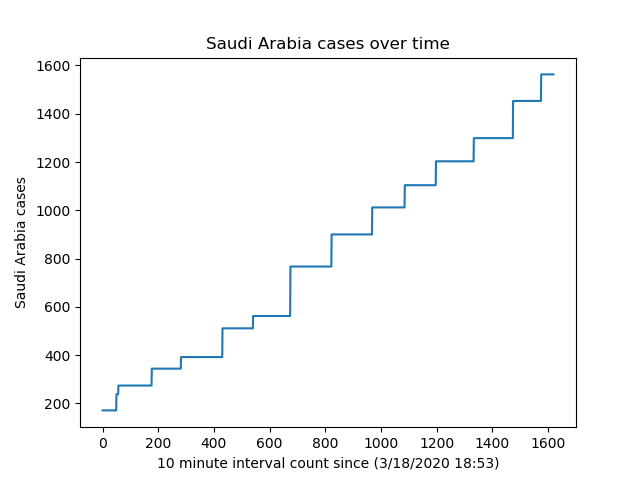 Saudi Arabia cases over time
1600
1400
1200
1000
800
600
400
200
Saudi Arabia cases
0 200 400 600 800 1000 1200 1400 1600
10 minute interval count since (3/18/2020 18:53)